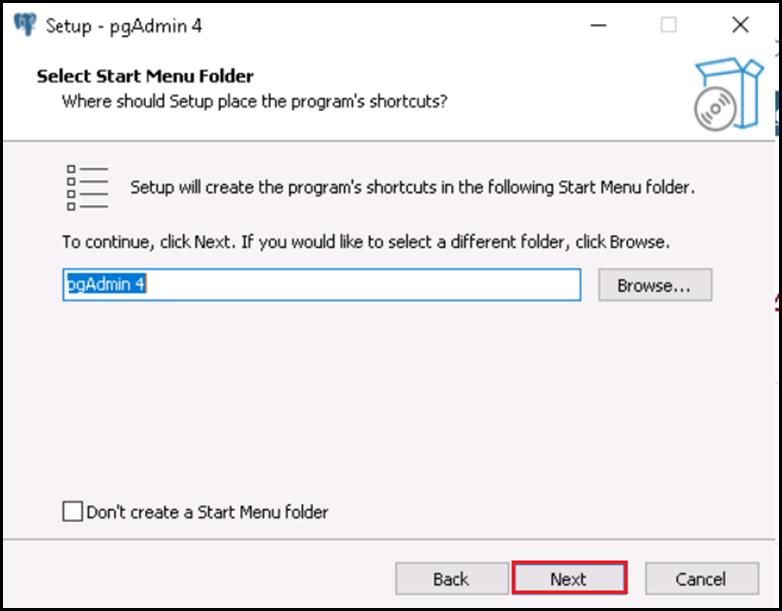 Setup - pgAdmin 4
Select Start Menu Folder
Where should Setup place the program's shortcuts?
Setup will create the program's shortcuts in the following Start Menu folder.
To continue, click Next. If you would like to select a different folder, click Browse.
pgAdmin 4
Browse...
Don't create a Start Menu folder
Back
Next
Cancel